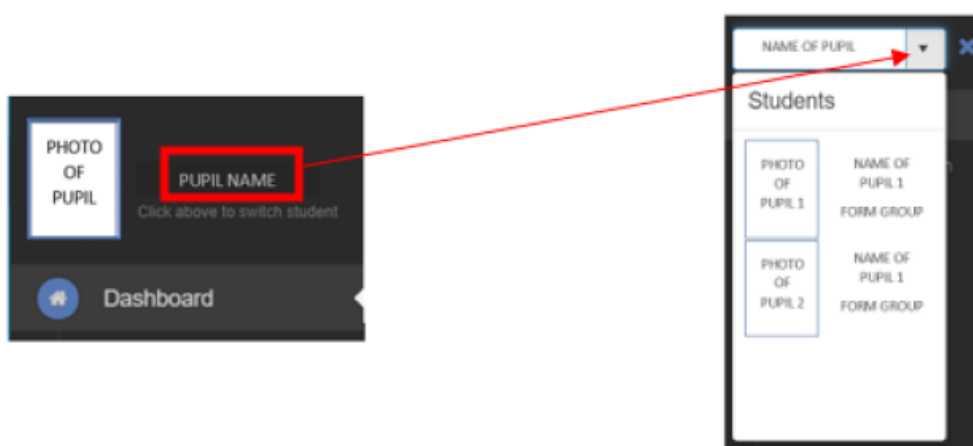 PHOTO
OF
PUPIL
PUPIL NAME
Click above to switch student
Dashboard
NAME OF PUPIL
Students
PHOTO
OF
PUPIL 1
NAME OF
PUPIL 1
FORM GROUP
PHOTO
OF
PUPIL 2
NAME OF
PUPIL 1
FORM GROUP